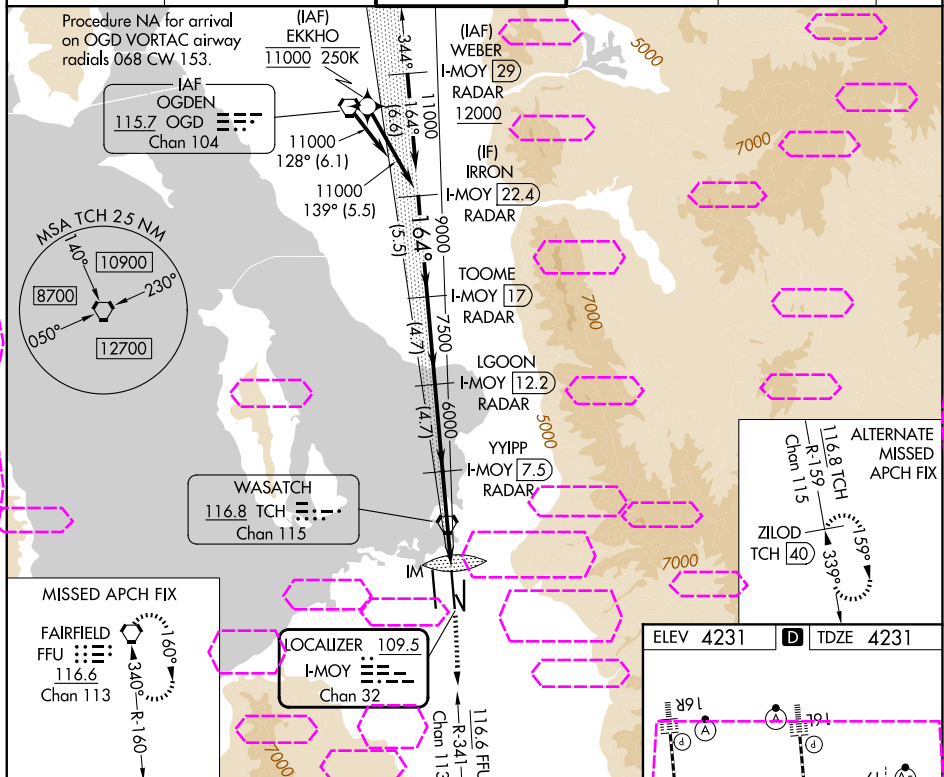 Procedure NA for arrival
on OGD VORTAC airway
radials 068 CW 153.
(IAF)
EKKHO
11000 250K
IAF
OGDEN
115.7 OGD
Chan 104
11000
128° (6.1)
11000
139° (5.5)
344°
164°
(6.6)
11000
(IAF)
WEBER
I-MOY 29
RADAR
12000
(IF)
IRRON
I-MOY 22.4
RADAR
164°
(5.5)
9000
TOOME
I-MOY 17
RADAR
(4.7)
7500
LGOON
I-MOY 12.2
RADAR
(4.7)
6000
YYIPP
I-MOY 7.5
RADAR
5000
7000
7000
5000
7000
7000
MSA TCH 25 NM
140°
10900
8700
230°
050°
12700
WASATCH
116.8 TCH
Chan 115
IM
LOCALIZER 109.5
I-MOY
Chan 32
116.6 FFU
R-341
Chan 113
MISSED APCH FIX
FAIRFIELD
FFU
116.6
Chan 113
160°
340°
R-160
ALTERNATE
MISSED
APCH FIX
116.8 TCH
R-159
Chan 115
ZILOD
TCH 40
159°
339°
ELEV 4231 D TDZE 4231
16R
A
P
A
16L
P
A